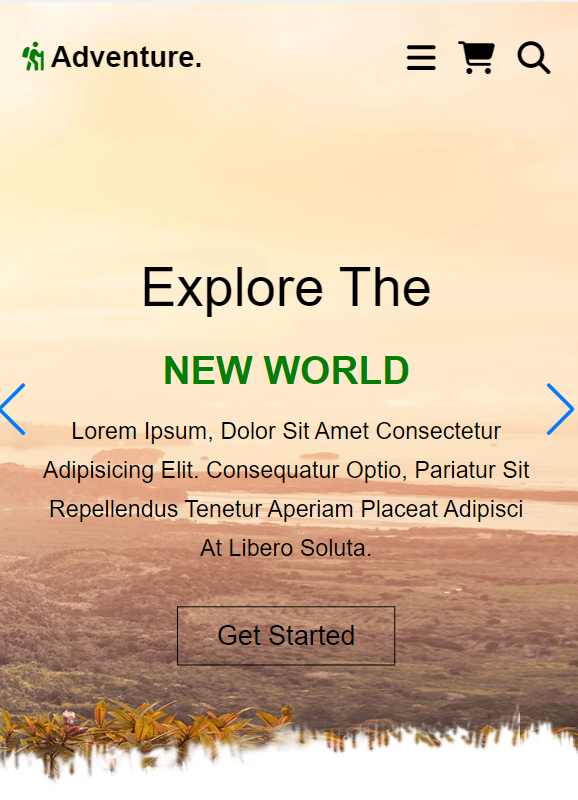 Adventure.
Explore The
NEW WORLD
Lorem Ipsum, Dolor Sit Amet Consectetur
Adipisicing Elit. Consequatur Optio, Pariatur Sit
Repellendus Tenetur Aperiam Placeat Adipisci
At Libero Soluta.
Get Started